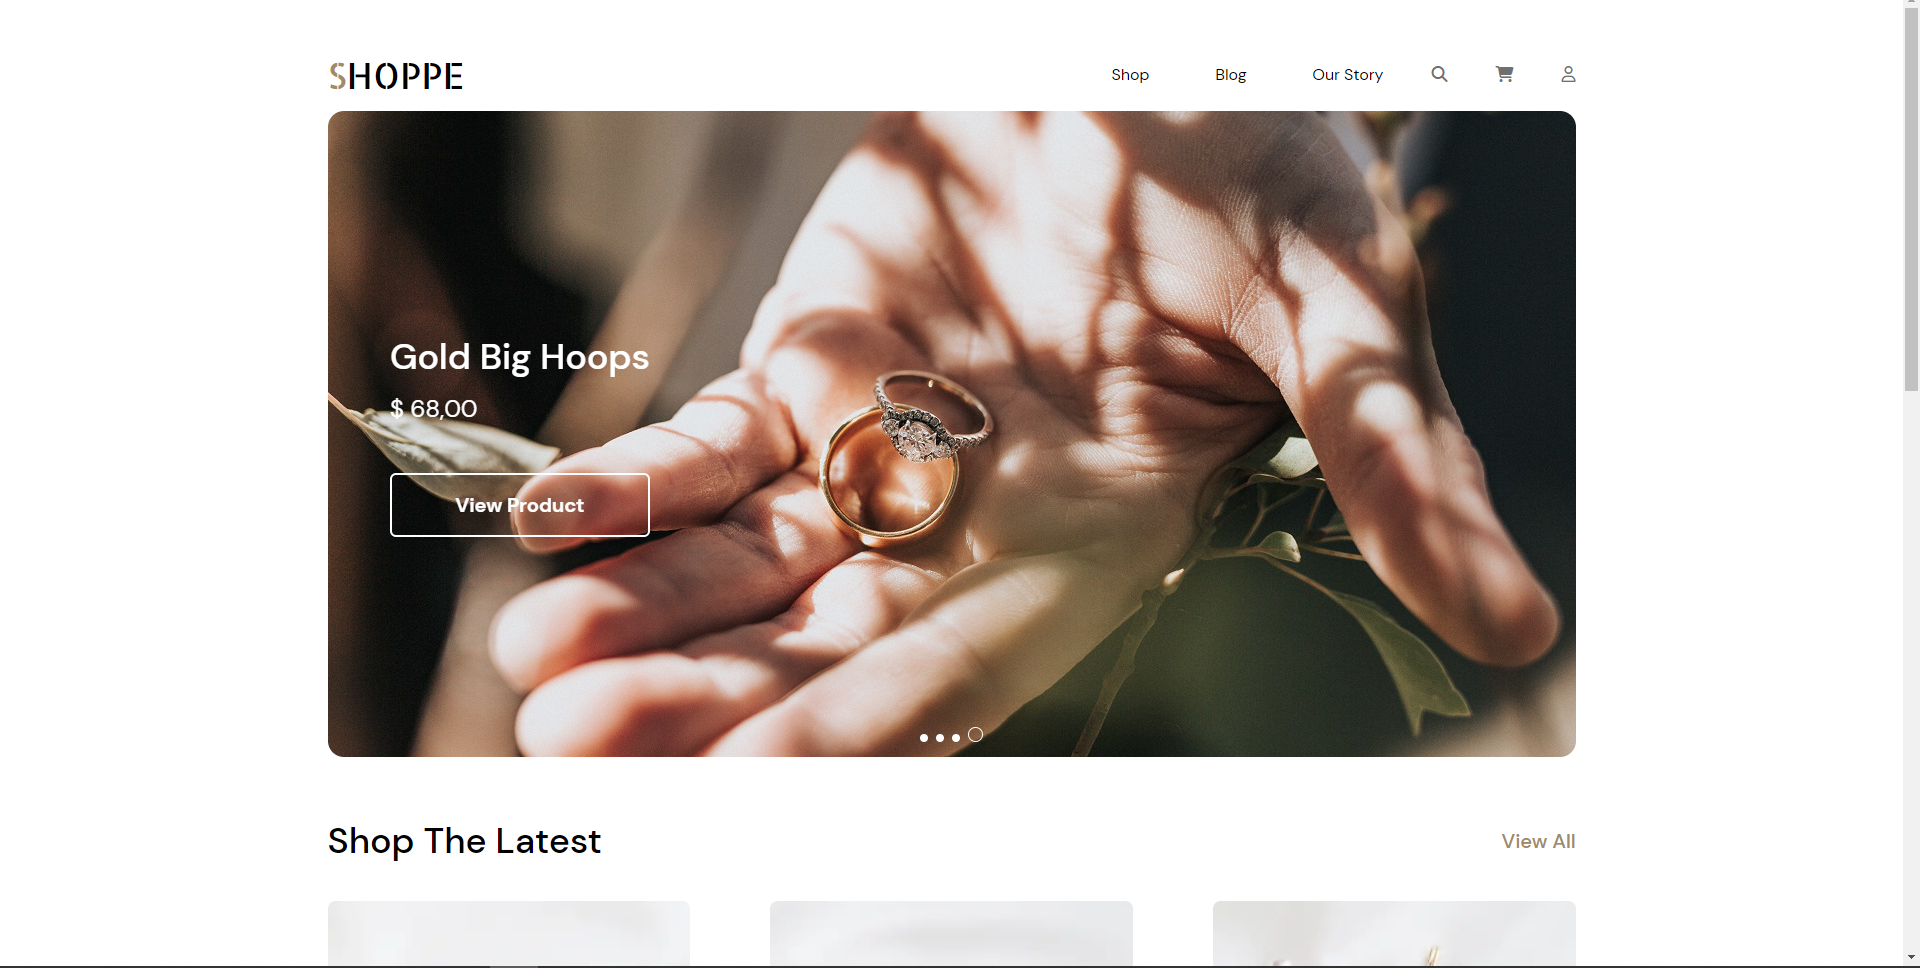 SHOPPE
Shop Blog Our Story
Gold Big Hoops
$ 68,00
View Product
Shop The Latest
View All